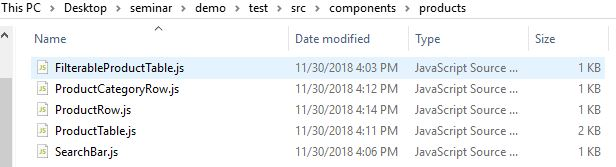 This PC > Desktop > seminar > demo > test > src > components > products
Name Date modified Type Size
FilterableProductTable.js 11/30/2018 4:03 PM JavaScript Source ... 1 KB
ProductCategoryRow.js 11/30/2018 4:12 PM JavaScript Source ... 1 KB
ProductRow.js 11/30/2018 4:14 PM JavaScript Source ... 1 KB
ProductTable.js 11/30/2018 4:11 PM JavaScript Source ... 2 KB
SearchBar.js 11/30/2018 4:06 PM JavaScript Source ... 1 KB